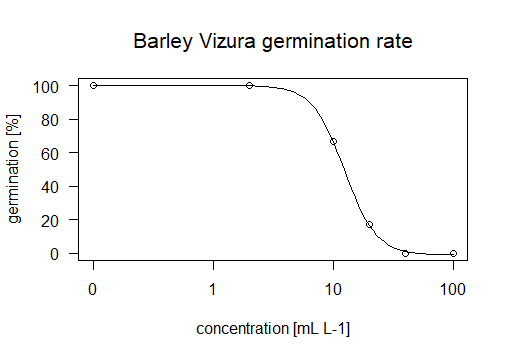 Barley Vizura germination rate
germination [%]
100
80
60
40
20
0
0 1 10 100
concentration [mL L-1]